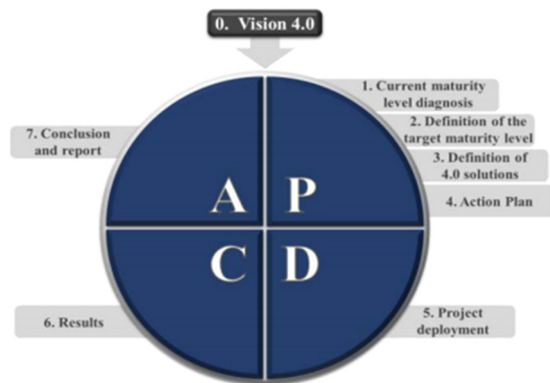 0. Vision 4.0
1. Current maturity
level diagnosis
2. Definition of the
target maturity level
3. Definition of
4.0 solutions
4. Action Plan
7. Conclusion
and report
A P
C D
6. Results
5. Project
deployment